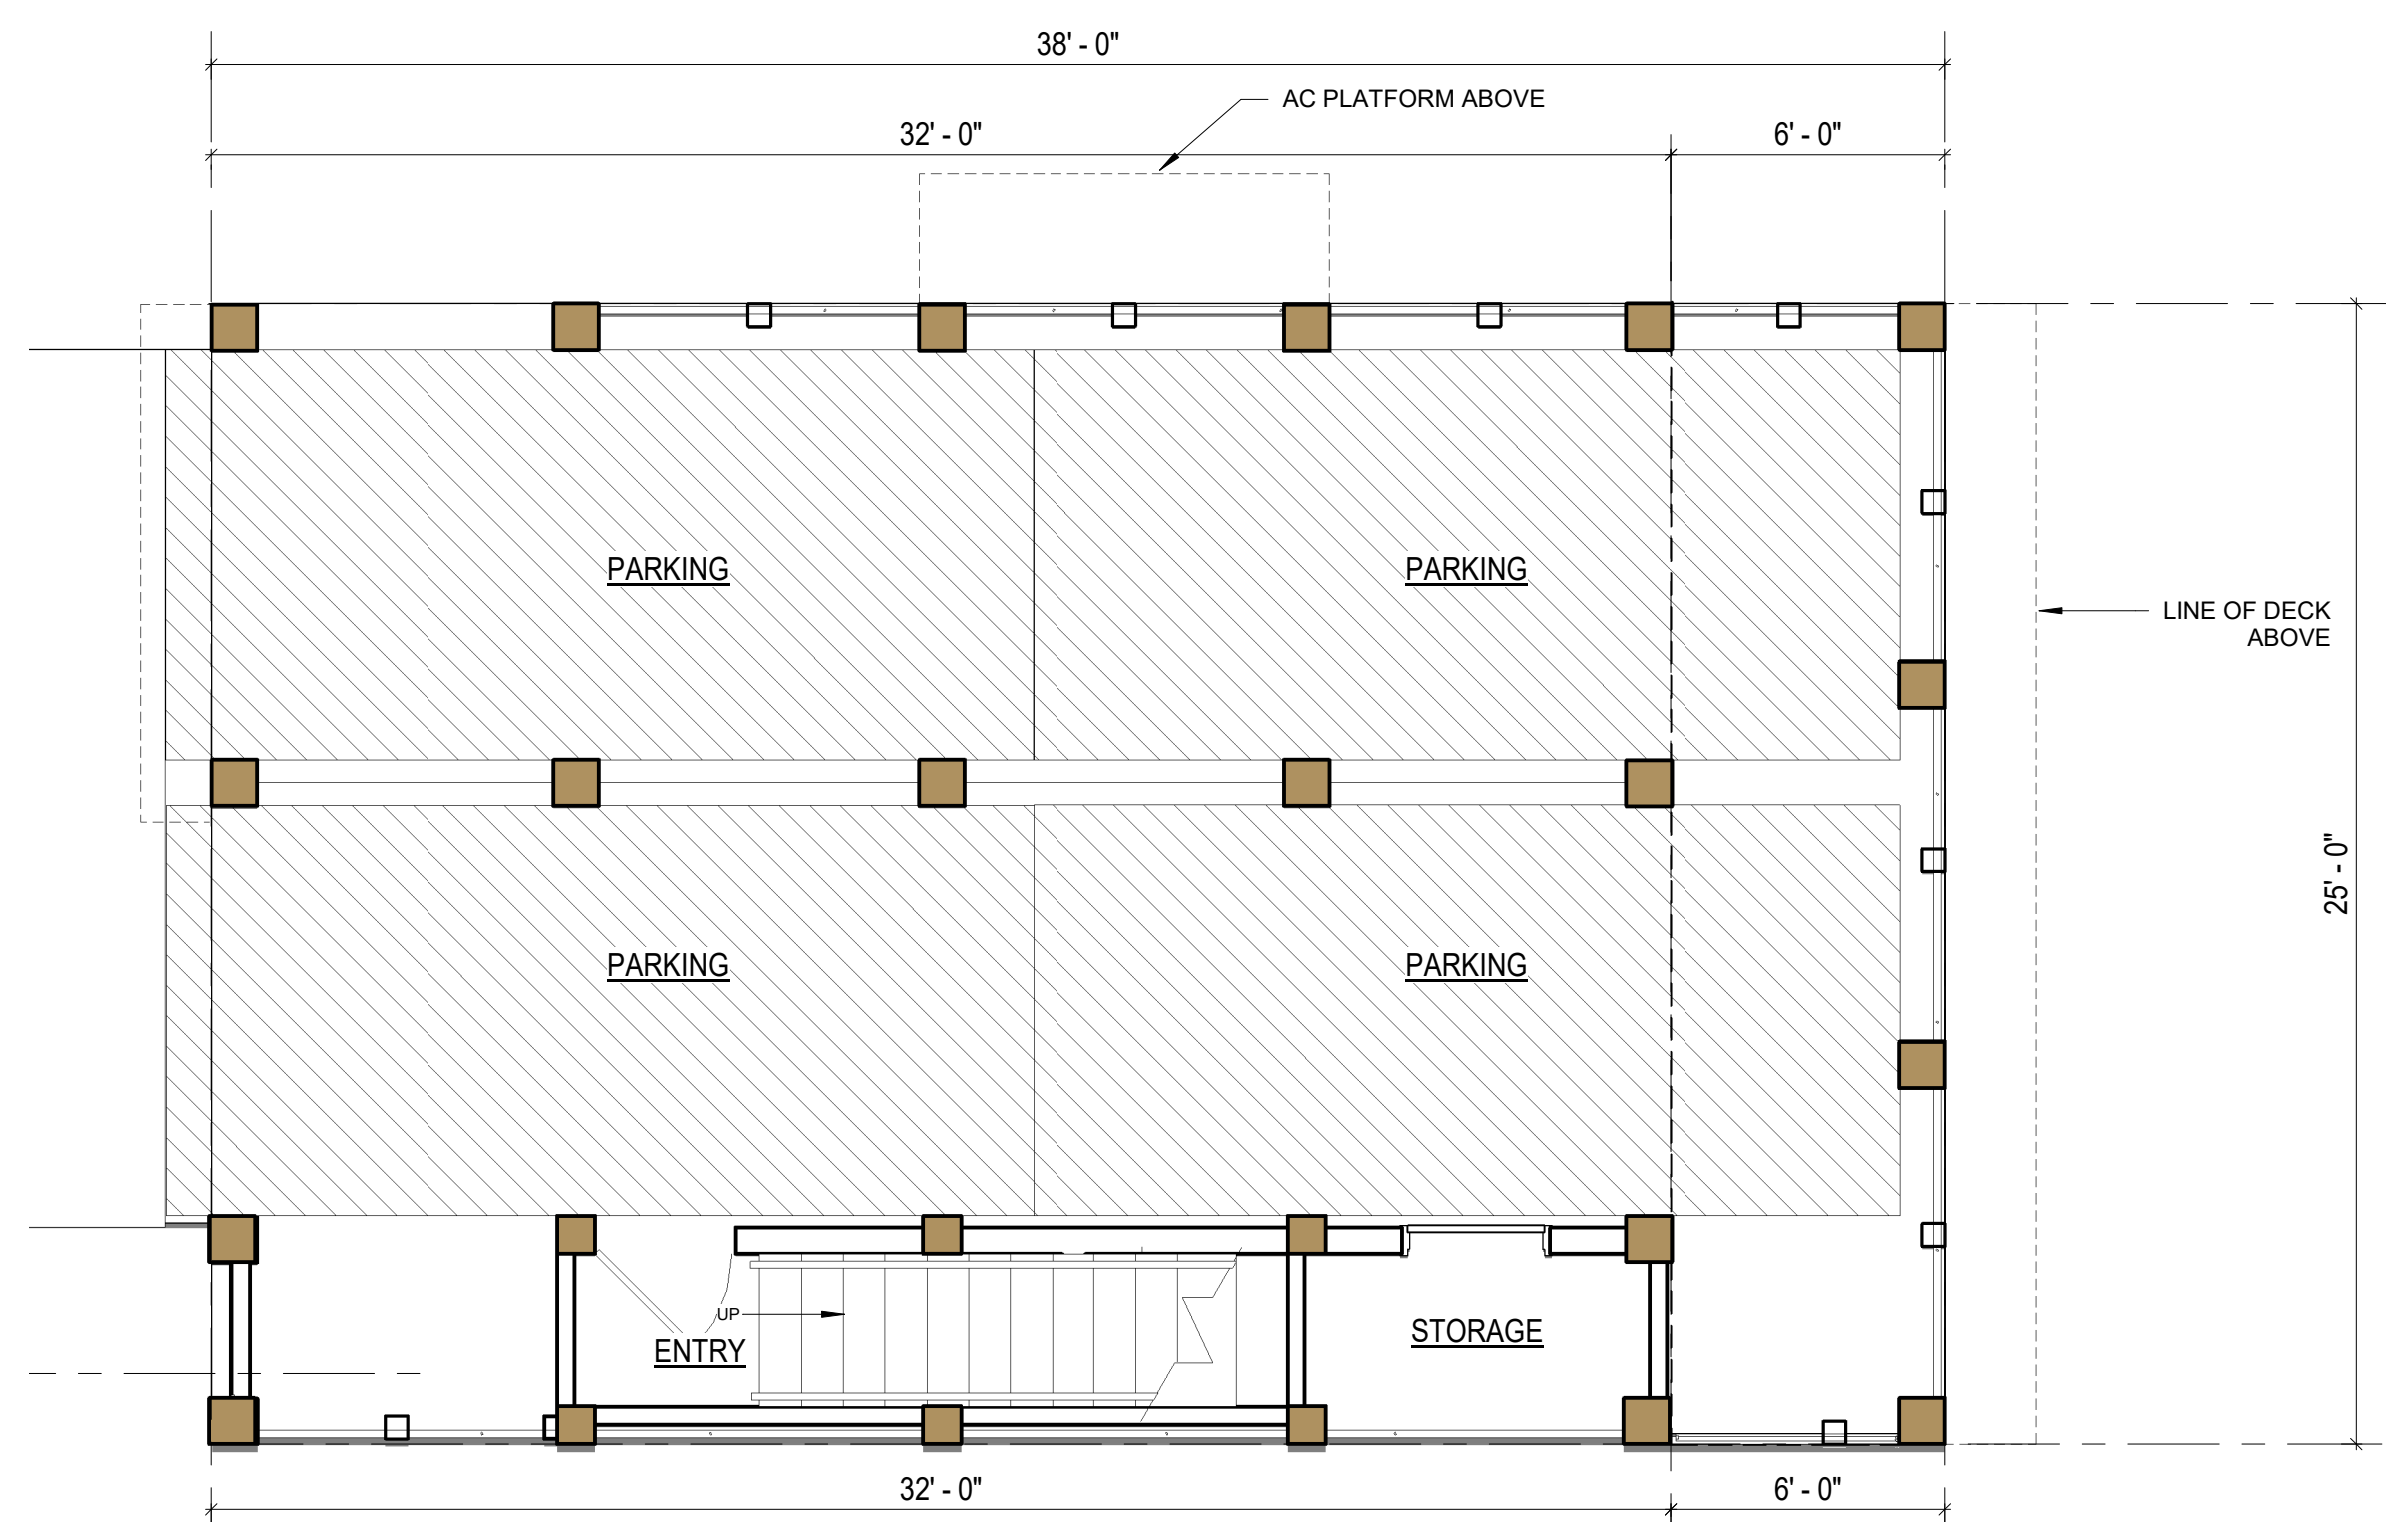 38' - 0"
AC PLATFORM ABOVE
32' - 0"
6' - 0"
PARKING
PARKING
LINE OF DECK
ABOVE
25' - 0"
PARKING
PARKING
UP
ENTRY
STORAGE
32' - 0"
6' - 0"